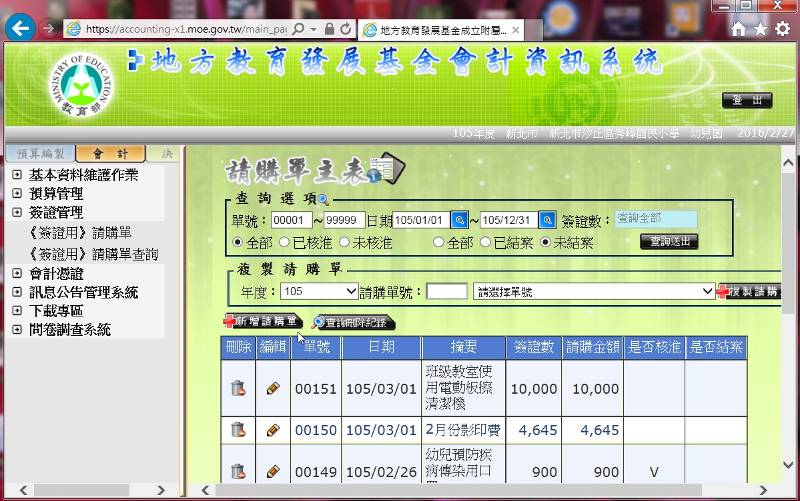 https://accounting-x1.moe.gov.tw/main_pa
地方教育發展基金成立附屬...
MINISTRY OF EDUCATION
教育部
地方教育發展基金會計資訊系統
登出
105年度 新北市 新北市汐止區秀峰國民小學 幼兒園 2016/2/27
預算編製 會計 決
基本資料維護作業
預算管理
簽證管理
《簽證用》請購單
《簽證用》請購單查詢
會計憑證
訊息公告管理系統
下載專區
問卷調查系統
請購單主表
查詢選項
單號：00001~99999 日期105/01/01 ~105/12/31 簽證數：查詢全部
全部 已核准 未核准 全部 已結案 未結案 查詢送出
複製請購單
年度：105 請購單號： 請選擇單號 複製請購
新增請購單 查詢刪除紀錄
刪除 編輯 單號 日期 摘要 簽證數 請購金額 是否核准 是否結案
00151 105/03/01 班級教室使用電動板擦清潔機 10,000 10,000
00150 105/03/01 2月份影印費 4,645 4,645
00149 105/02/26 幼兒預防疾病傳染用口 900 900 V